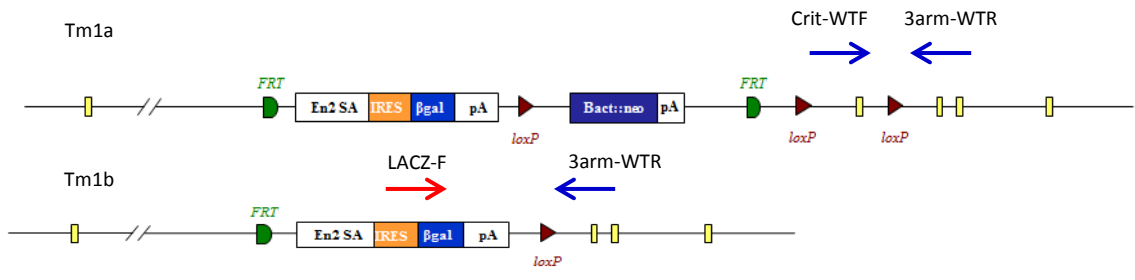 Crit-WTF 3arm-WTR
Tm1a
FRT FRT
En2 SA IRES βgal pA Bact::neo pA
loxP loxP loxP
LACZ-F 3arm-WTR
Tm1b
FRT
En2 SA IRES βgal pA
loxP